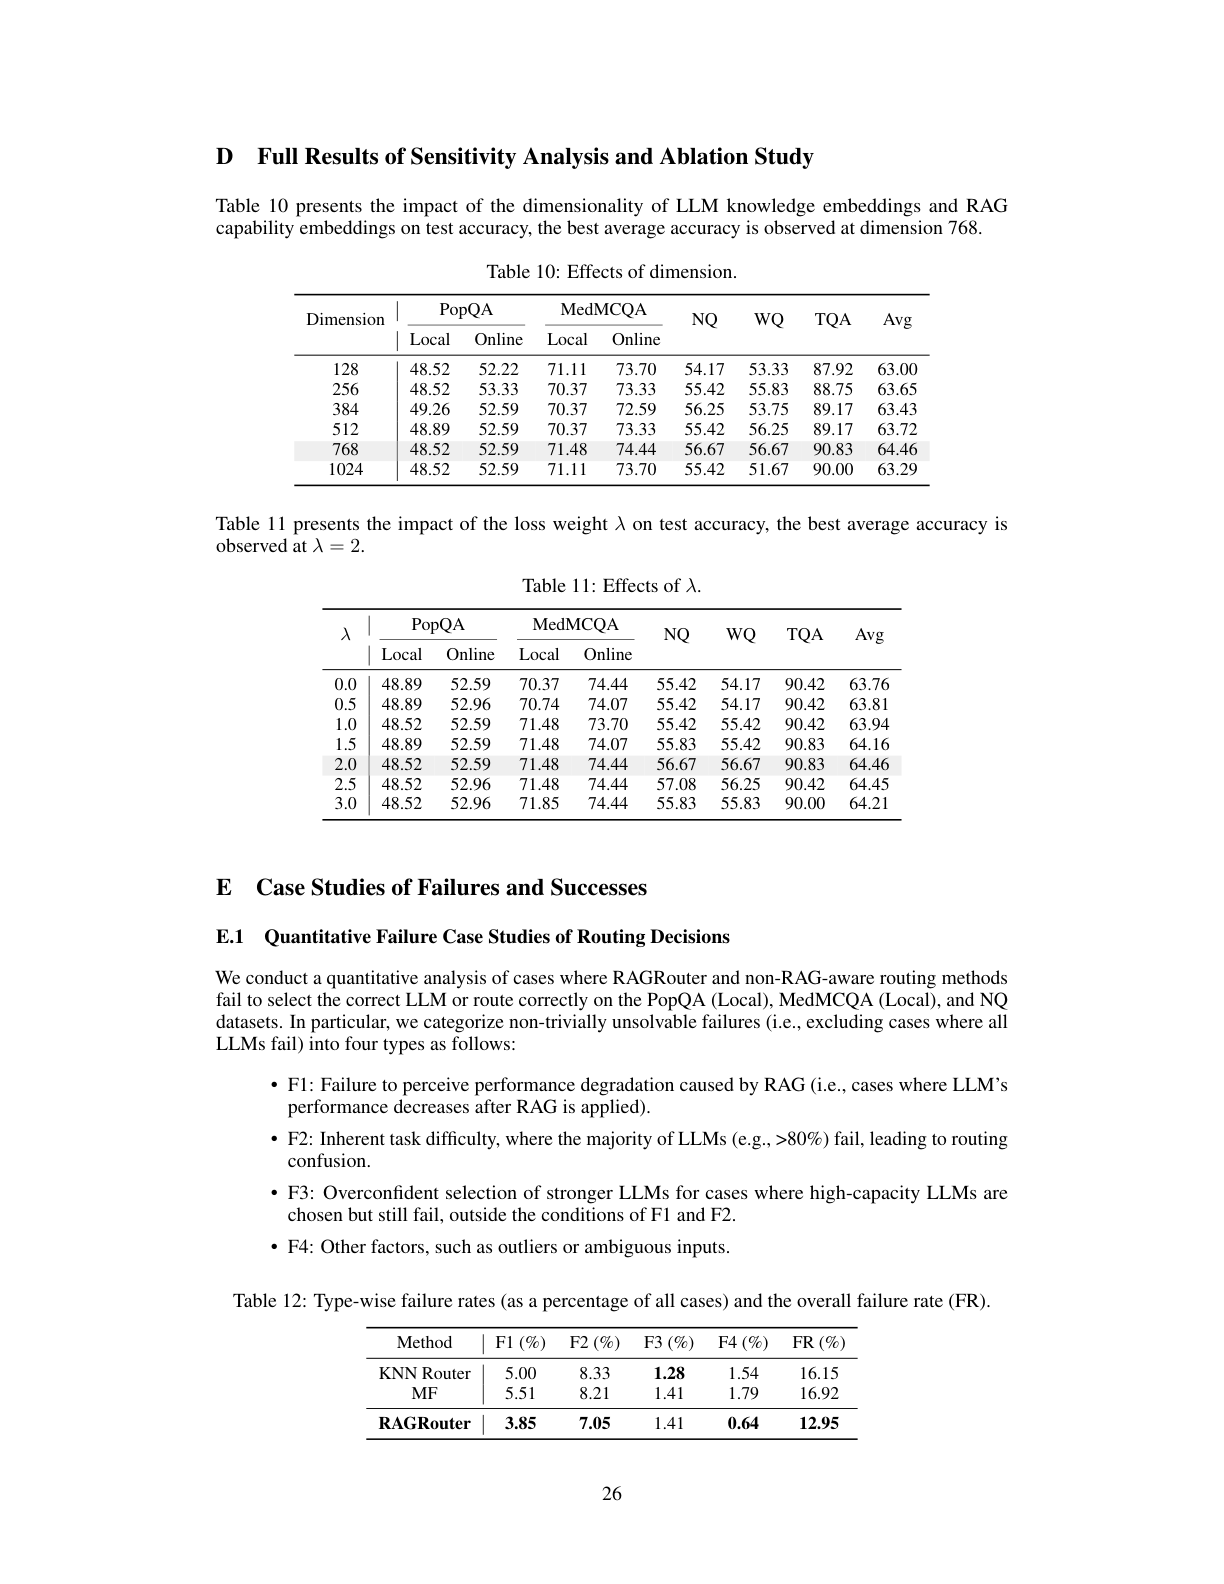 D Full Results of Sensitivity Analysis and Ablation Study
Table 10 presents the impact of the dimensionality of LLM knowledge embeddings and RAG
capability embeddings on test accuracy, the best average accuracy is observed at dimension 768.
Table 10: Effects of dimension.
Dimension PopQA MedMCQA NQ WQ TQA Avg
Local Online Local Online
128 48.52 52.22 71.11 73.70 54.17 53.33 87.92 63.00
256 48.52 53.33 70.37 73.33 55.42 55.83 88.75 63.65
384 49.26 52.59 70.37 72.59 56.25 53.75 89.17 63.43
512 48.89 52.59 70.37 73.33 55.42 56.25 89.17 63.72
768 48.52 52.59 71.48 74.44 56.67 56.67 90.83 64.46
1024 48.52 52.59 71.11 73.70 55.42 51.67 90.00 63.29
Table 11 presents the impact of the loss weight λ on test accuracy, the best average accuracy is
observed at λ = 2.
Table 11: Effects of λ.
λ PopQA MedMCQA NQ WQ TQA Avg
Local Online Local Online
0.0 48.89 52.59 70.37 74.44 55.42 54.17 90.42 63.76
0.5 48.89 52.96 70.74 74.07 55.42 54.17 90.42 63.81
1.0 48.52 52.59 71.48 73.70 55.42 55.42 90.42 63.94
1.5 48.89 52.59 71.48 74.07 55.83 55.42 90.83 64.16
2.0 48.52 52.59 71.48 74.44 56.67 56.67 90.83 64.46
2.5 48.52 52.96 71.48 74.44 57.08 56.25 90.42 64.45
3.0 48.52 52.96 71.85 74.44 55.83 55.83 90.00 64.21
E Case Studies of Failures and Successes
E.1 Quantitative Failure Case Studies of Routing Decisions
We conduct a quantitative analysis of cases where RAGRouter and non-RAG-aware routing methods
fail to select the correct LLM or route correctly on the PopQA (Local), MedMCQA (Local), and NQ
datasets. In particular, we categorize non-trivially unsolvable failures (i.e., excluding cases where all
LLMs fail) into four types as follows:
• F1: Failure to perceive performance degradation caused by RAG (i.e., cases where LLM's
performance decreases after RAG is applied).
• F2: Inherent task difficulty, where the majority of LLMs (e.g., >80%) fail, leading to routing
confusion.
• F3: Overconfident selection of stronger LLMs for cases where high-capacity LLMs are
chosen but still fail, outside the conditions of F1 and F2.
• F4: Other factors, such as outliers or ambiguous inputs.
Table 12: Type-wise failure rates (as a percentage of all cases) and the overall failure rate (FR).
Method F1 (%) F2 (%) F3 (%) F4 (%) FR (%)
KNN Router 5.00 8.33 1.28 1.54 16.15
MF 5.51 8.21 1.41 1.79 16.92
RAGRouter 3.85 7.05 1.41 0.64 12.95
26